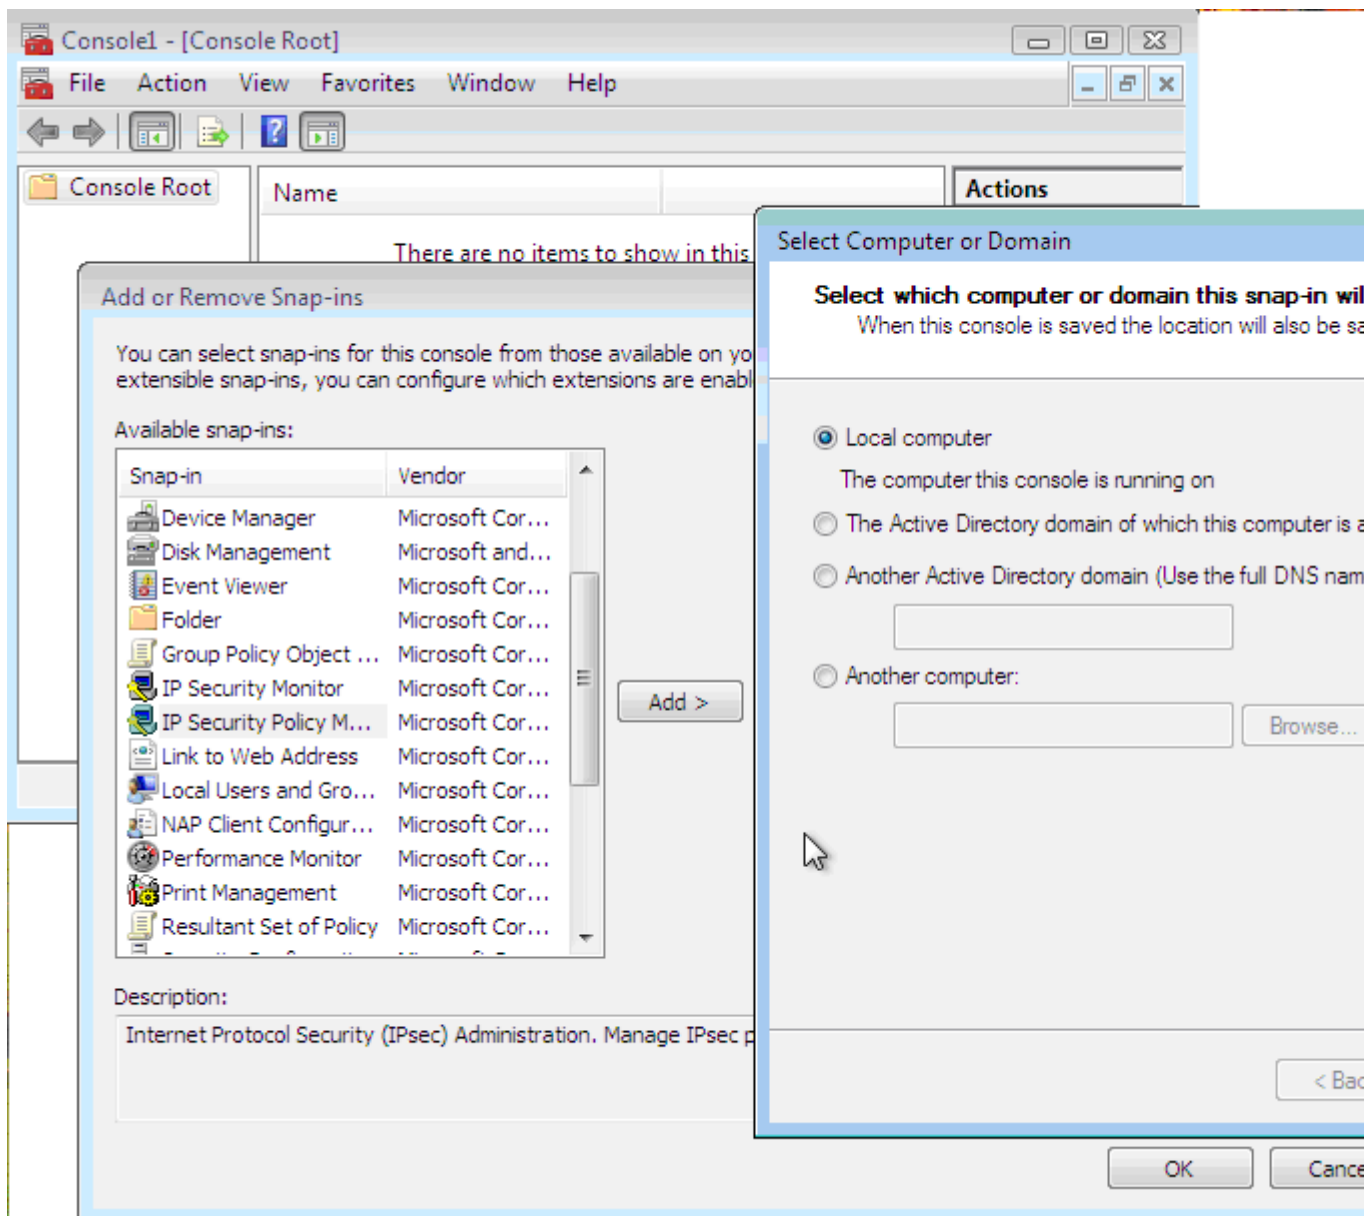 Console1 - [Console Root]
File Action View Favorites Window Help
Console Root
Name
Actions
There are no items to show in this
Add or Remove Snap-ins
You can select snap-ins for this console from those available on yo
extensible snap-ins, you can configure which extensions are enabl
Available snap-ins:
Snap-in Vendor
Device Manager Microsoft Cor...
Disk Management Microsoft and...
Event Viewer Microsoft Cor...
Folder Microsoft Cor...
Group Policy Object ... Microsoft Cor...
IP Security Monitor Microsoft Cor...
IP Security Policy M... Microsoft Cor...
Link to Web Address Microsoft Cor...
Local Users and Gro... Microsoft Cor...
NAP Client Configur... Microsoft Cor...
Performance Monitor Microsoft Cor...
Print Management Microsoft Cor...
Resultant Set of Policy Microsoft Cor...
Add >
Description:
Internet Protocol Security (IPsec) Administration. Manage IPsec p
OK
Cance
Select Computer or Domain
Select which computer or domain this snap-in wil
When this console is saved the location will also be sa
Local computer
The computer this console is running on
The Active Directory domain of which this computer is a
Another Active Directory domain (Use the full DNS nam
Another computer:
Browse...
< Bac